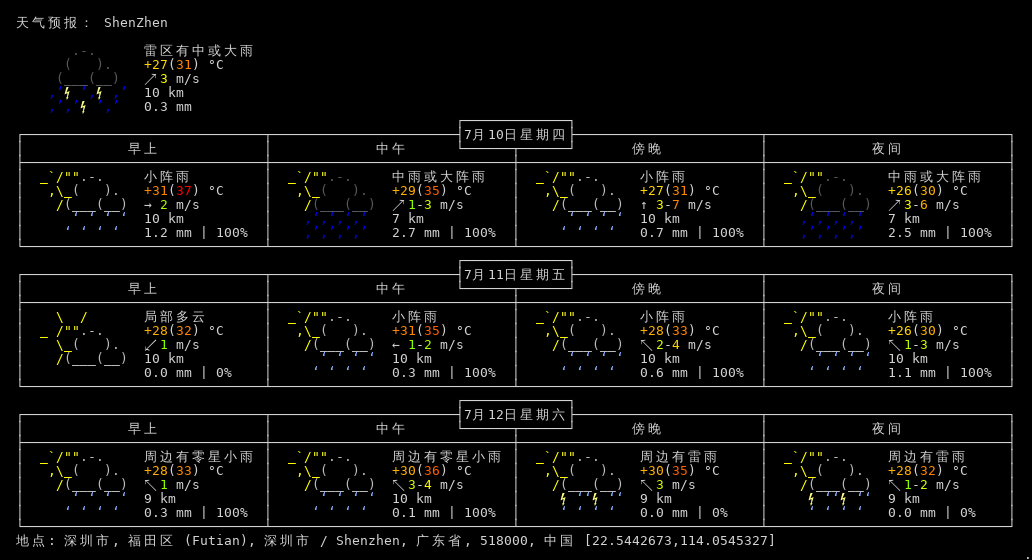 天气预报： ShenZhen
雷区有中或大雨
+27(31) °C
↗3 m/s
10 km
0.3 mm
7月10日星期四
早上 中午 傍晚 夜间
小阵雨 中雨或大阵雨 小阵雨 中雨或大阵雨
+31(37) °C +29(35) °C +27(31) °C +26(30) °C
→ 2 m/s ↗1-3 m/s ↑ 3-7 m/s ↗3-6 m/s
10 km 7 km 10 km 7 km
1.2 mm | 100% 2.7 mm | 100% 0.7 mm | 100% 2.5 mm | 100%
7月11日星期五
早上 中午 傍晚 夜间
局部多云 小阵雨 小阵雨 小阵雨
+28(32) °C +31(35) °C +28(33) °C +26(30) °C
↙1 m/s ← 1-2 m/s ↖2-4 m/s ↖1-3 m/s
10 km 10 km 10 km 10 km
0.0 mm | 0% 0.3 mm | 100% 0.6 mm | 100% 1.1 mm | 100%
7月12日星期六
早上 中午 傍晚 夜间
周边有零星小雨 周边有零星小雨 周边有雷雨 周边有雷雨
+28(33) °C +30(36) °C +30(35) °C +28(32) °C
↖1 m/s ↖3-4 m/s ↖3 m/s ↖1-2 m/s
9 km 10 km 9 km 9 km
0.3 mm | 100% 0.1 mm | 100% 0.0 mm | 0% 0.0 mm | 0%
地点: 深圳市, 福田区 (Futian), 深圳市 / Shenzhen, 广东省, 518000, 中国 [22.5442673,114.0545327]